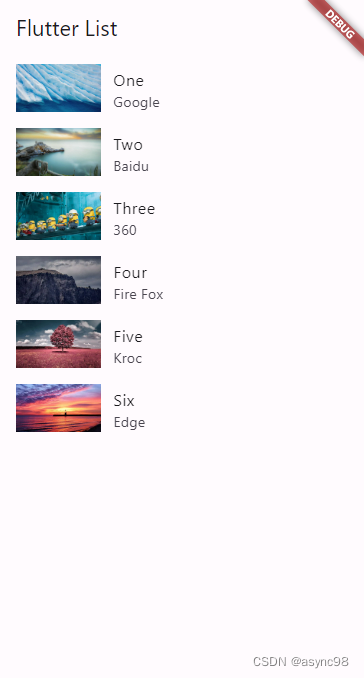 Flutter List
DEBUG
One
Google
Two
Baidu
Three
360
Four
Fire Fox
Five
Kroc
Six
Edge
CSDN @async98